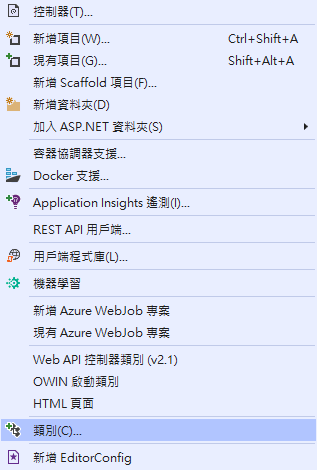 控制器(T)...
新增項目(W)... Ctrl+Shift+A
現有項目(G)... Shift+Alt+A
新增 Scaffold 項目(F)...
新增資料夾(D)
加入 ASP.NET 資料夾(S)
容器協調器支援...
Docker 支援...
Application Insights 遙測(I)...
REST API 用戶端...
用戶端程式庫(L)...
機器學習
新增 Azure WebJob 專案
現有 Azure WebJob 專案
Web API 控制器類別 (v2.1)
OWIN 啟動類別
HTML 頁面
類別(C)...
新增 EditorConfig